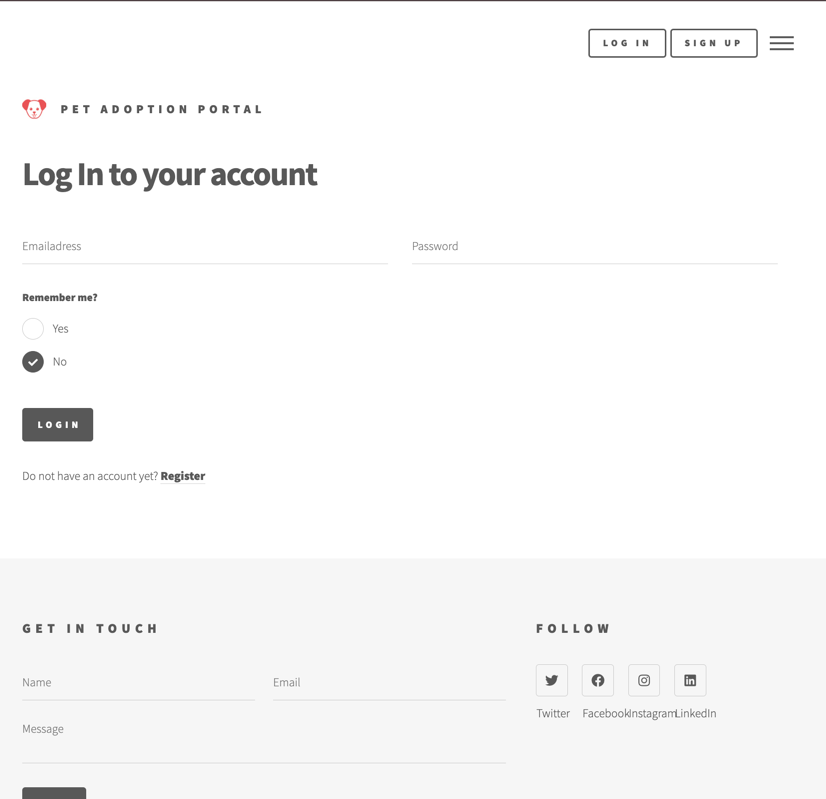 LOG IN SIGN UP
PET ADOPTION PORTAL
Log In to your account
Emailadress Password
Remember me?
Yes
No
LOGIN
Do not have an account yet? Register
GET IN TOUCH
Name Email
Message
FOLLOW
Twitter Facebook Instagram LinkedIn